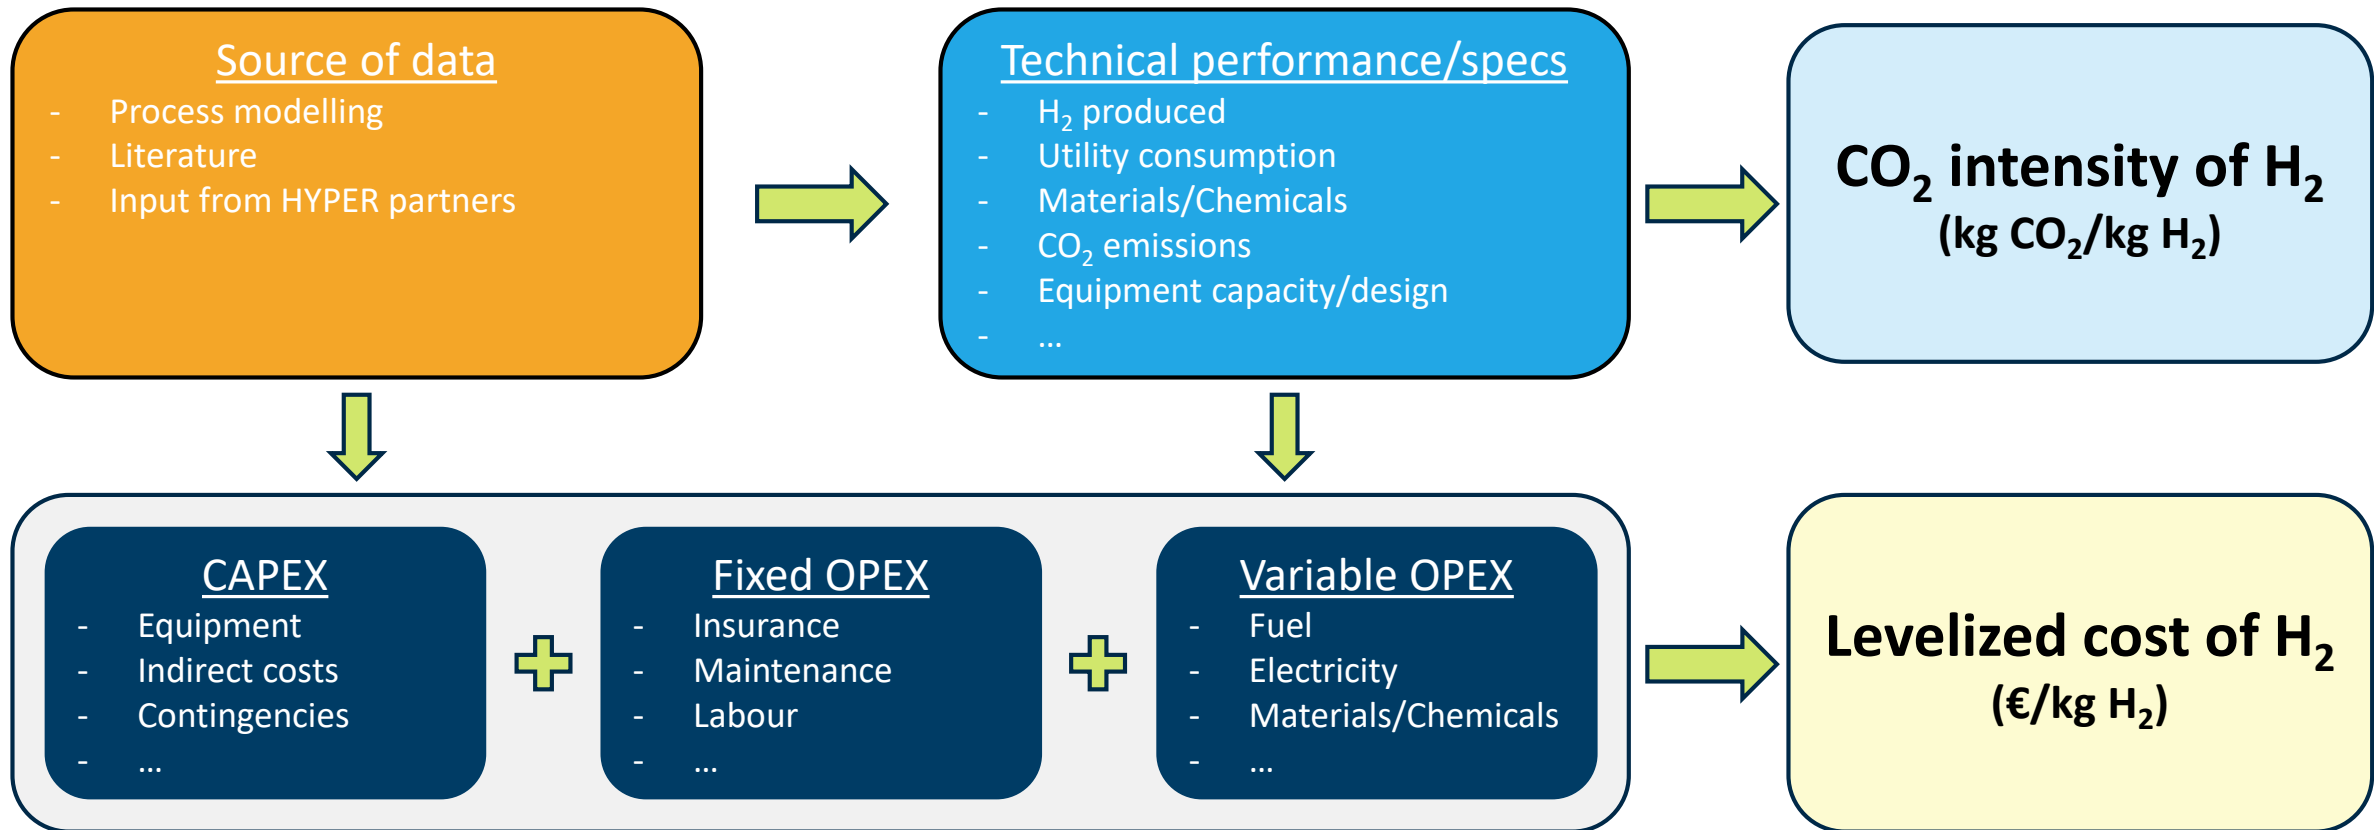 Source of data
- Process modelling
- Literature
- Input from HYPER partners
Technical performance/specs
- H₂ produced
- Utility consumption
- Materials/Chemicals
- CO₂ emissions
- Equipment capacity/design
- ...
CO₂ intensity of H₂
(kg CO₂/kg H₂)
CAPEX
- Equipment
- Indirect costs
- Contingencies
- ...
Fixed OPEX
- Insurance
- Maintenance
- Labour
- ...
Variable OPEX
- Fuel
- Electricity
- Materials/Chemicals
- ...
Levelized cost of H₂
(€/kg H₂)